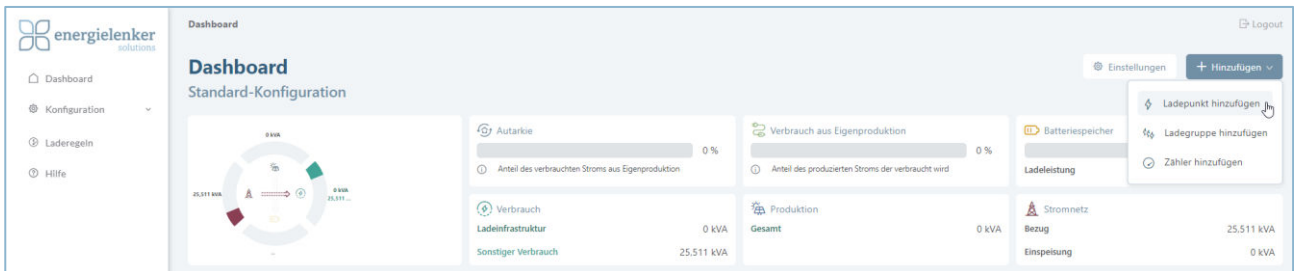 energielenker
solutions
Dashboard
Konfiguration
Laderegeln
Hilfe
Dashboard
Logout
Dashboard
Standard-Konfiguration
Einstellungen
+ Hinzufügen
Ladepunkt hinzufügen
Ladegruppe hinzufügen
Zähler hinzufügen
0 kVA
25,511 kVA
0 kVA
25,511 ...
Autarkie
0 %
Anteil des verbrauchten Stroms aus Eigenproduktion
Verbrauch aus Eigenproduktion
0 %
Anteil des produzierten Stroms der verbraucht wird
Batteriespeicher
Ladeleistung
Verbrauch
Ladeinfrastruktur 0 kVA
Sonstiger Verbrauch 25.511 kVA
Produktion
Gesamt 0 kVA
Stromnetz
Bezug 25.511 kVA
Einspeisung 0 kVA